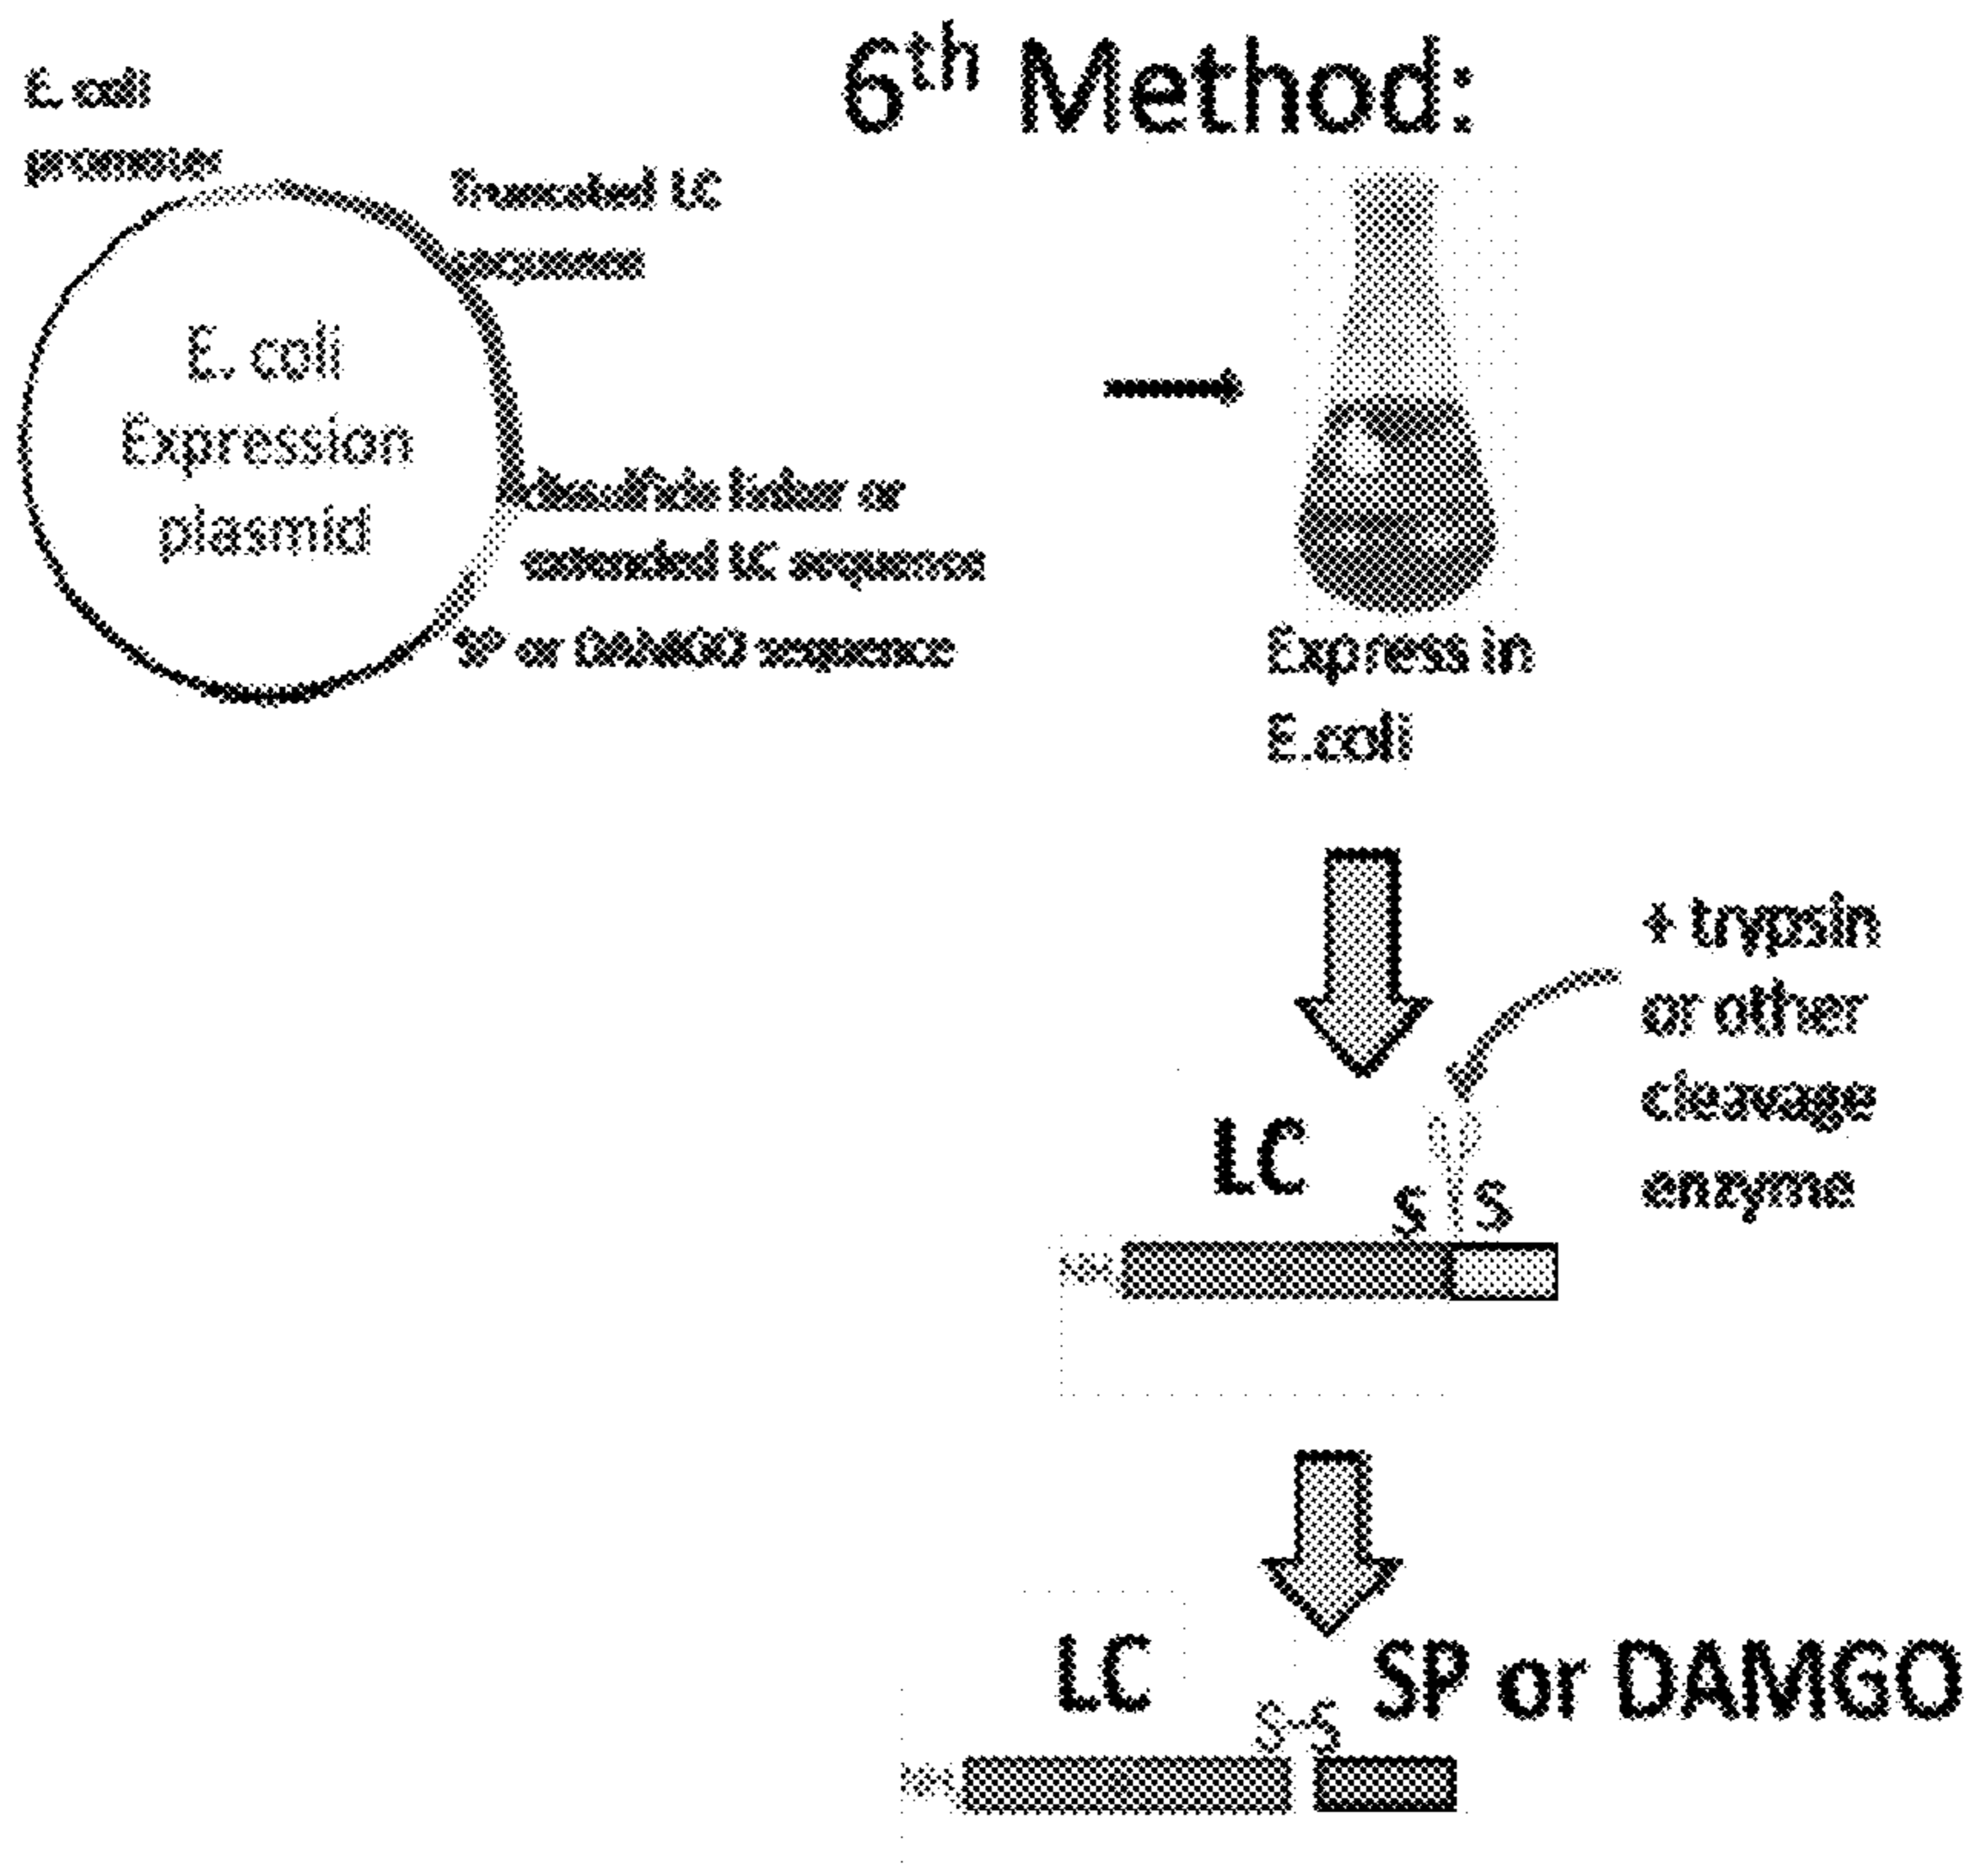 6th Method:
E. coli
promoter
Truncated LC
sequence
E. coli
Expression
plasmid
Disulfide linker or
extended LC sequence
SP or DAMGO sequence
Express in
E.coli
+ trypsin
or other
cleavage
enzyme
LC
S S
LC
SP or DAMGO
S-S